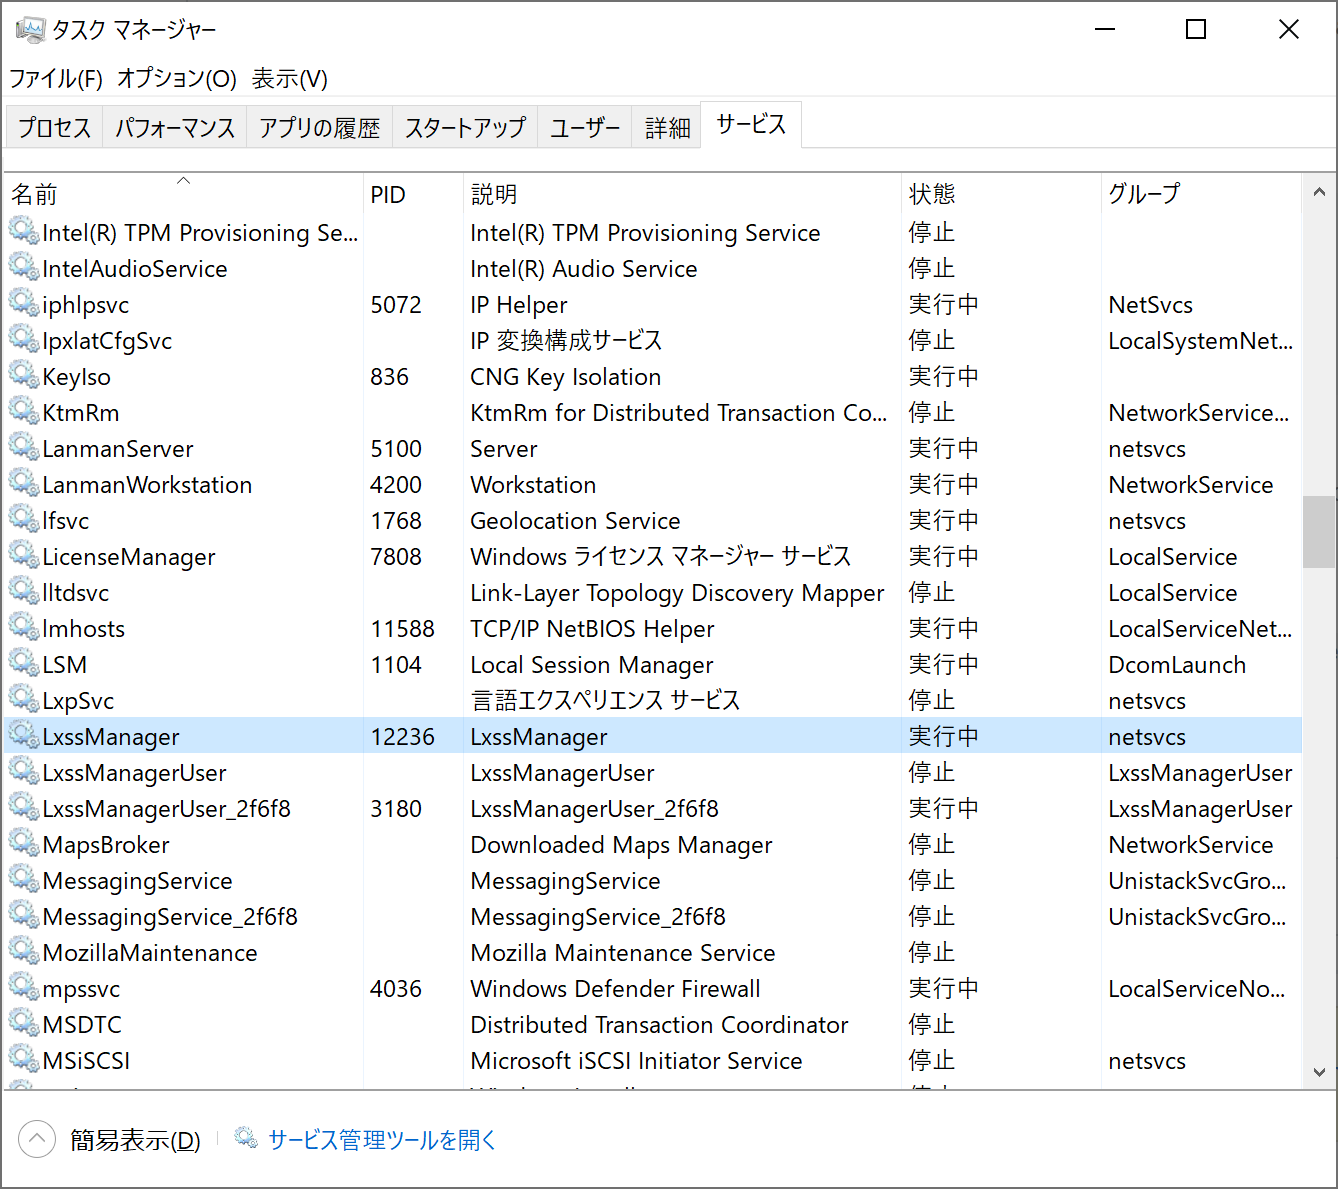 タスク マネージャー
ファイル(F) オプション(O) 表示(V)
プロセス パフォーマンス アプリの履歴 スタートアップ ユーザー 詳細 サービス
名前 PID 説明 状態 グループ
Intel(R) TPM Provisioning Se... Intel(R) TPM Provisioning Service 停止
IntelAudioService Intel(R) Audio Service 停止
iphlpsvc 5072 IP Helper 実行中 NetSvcs
IpxlatCfgSvc IP 変換構成サービス 停止 LocalSystemNet...
KeyIso 836 CNG Key Isolation 実行中
KtmRm KtmRm for Distributed Transaction Co... 停止 NetworkService...
LanmanServer 5100 Server 実行中 netsvcs
LanmanWorkstation 4200 Workstation 実行中 NetworkService
lfsvc 1768 Geolocation Service 実行中 netsvcs
LicenseManager 7808 Windows ライセンス マネージャー サービス 実行中 LocalService
lltdsvc Link-Layer Topology Discovery Mapper 停止 LocalService
lmhosts 11588 TCP/IP NetBIOS Helper 実行中 LocalServiceNet...
LSM 1104 Local Session Manager 実行中 DcomLaunch
LxpSvc 言語エクスペリエンス サービス 停止 netsvcs
LxssManager 12236 LxssManager 実行中 netsvcs
LxssManagerUser LxssManagerUser 停止 LxssManagerUser
LxssManagerUser_2f6f8 3180 LxssManagerUser_2f6f8 実行中 LxssManagerUser
MapsBroker Downloaded Maps Manager 停止 NetworkService
MessagingService MessagingService 停止 UnistackSvcGro...
MessagingService_2f6f8 MessagingService_2f6f8 停止 UnistackSvcGro...
MozillaMaintenance Mozilla Maintenance Service 停止
mpssvc 4036 Windows Defender Firewall 実行中 LocalServiceNo...
MSDTC Distributed Transaction Coordinator 停止
MSiSCSI Microsoft iSCSI Initiator Service 停止 netsvcs
簡易表示(D) サービス管理ツールを開く